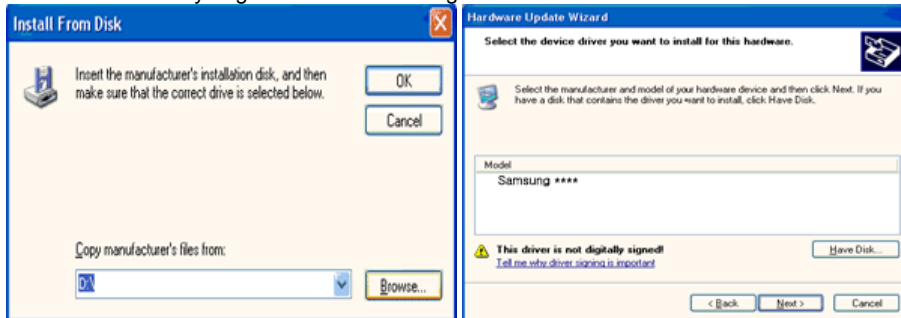 Install From Disk
Insert the manufacturer's installation disk, and then
make sure that the correct drive is selected below.
OK
Cancel
Copy manufacturer's files from:
D:\
Browse...
Hardware Update Wizard
Select the device driver you want to install for this hardware.
Select the manufacturer and model of your hardware device and then click Next. If you
have a disk that contains the driver you want to install, click Have Disk.
Model
Samsung ****
This driver is not digitally signed!
Tell me why driver signing is important
Have Disk...
< Back
Next >
Cancel